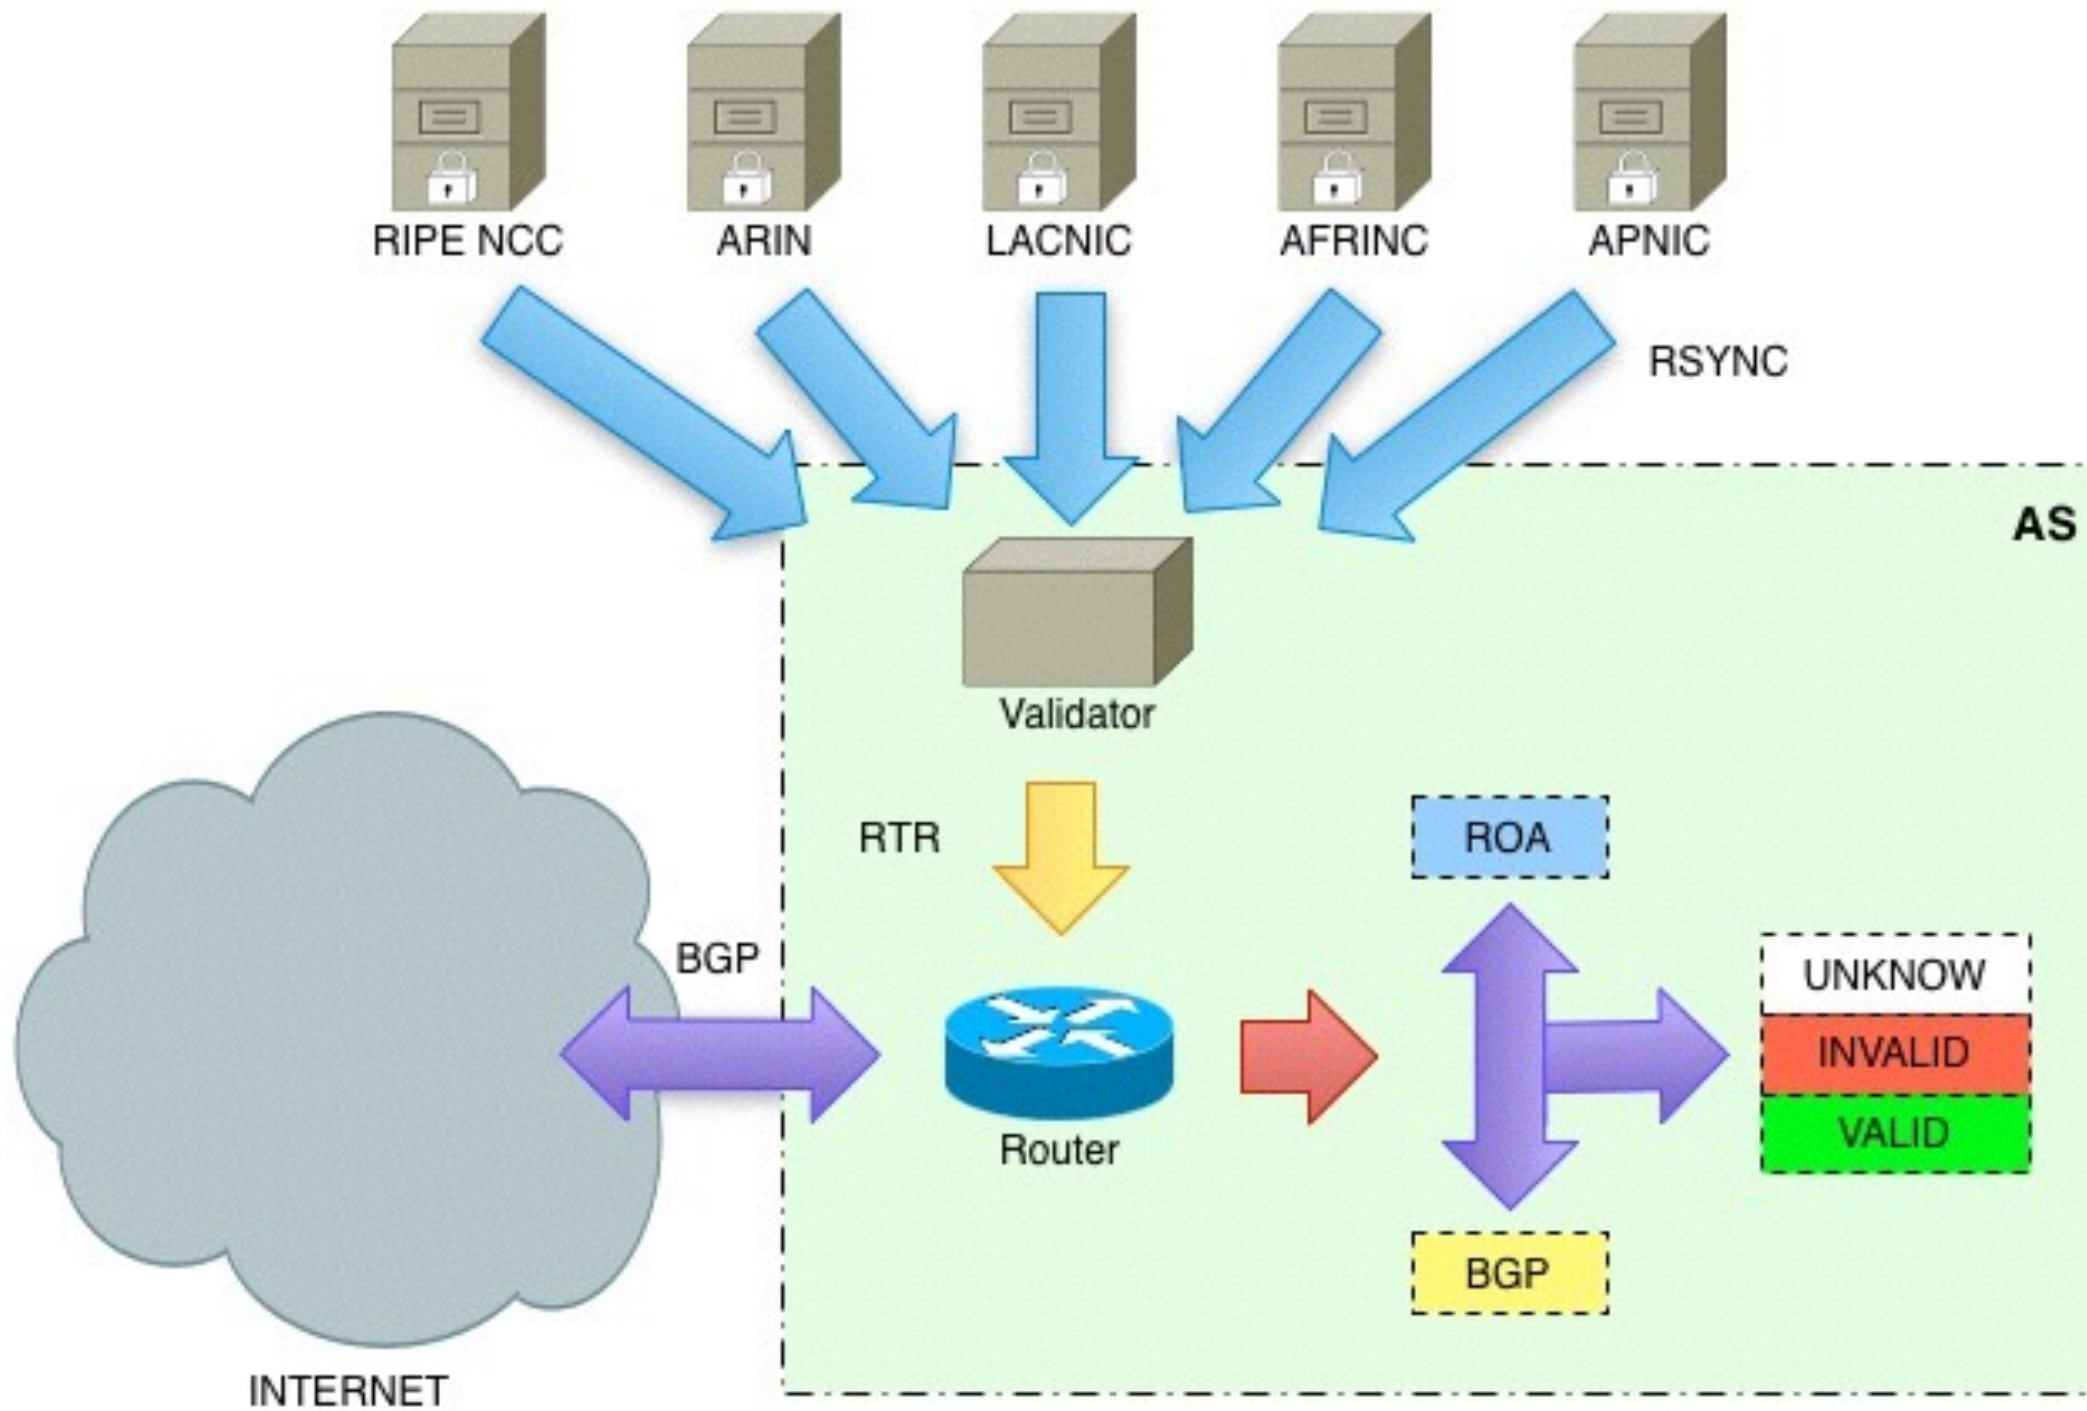 RIPE NCC
ARIN
LACNIC
AFRINC
APNIC
RSYNC
AS
Validator
RTR
ROA
BGP
UNKNOW
INVALID
VALID
Router
BGP
INTERNET